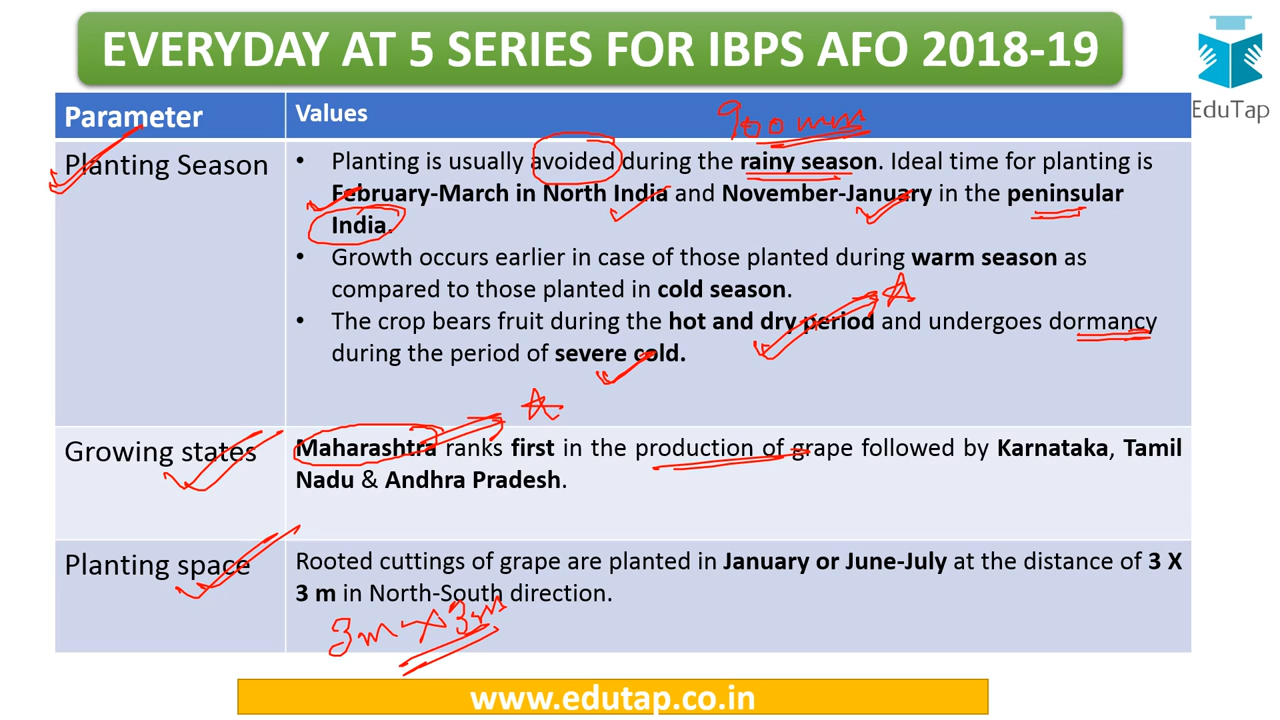 EVERYDAY AT 5 SERIES FOR IBPS AFO 2018-19
EduTap
Parameter
Values
900 mm
Planting Season
• Planting is usually avoided during the rainy season. Ideal time for planting is
February-March in North India and November-January in the peninsular
India.
• Growth occurs earlier in case of those planted during warm season as
compared to those planted in cold season.
• The crop bears fruit during the hot and dry period and undergoes dormancy
during the period of severe cold.
Growing states
Maharashtra ranks first in the production of grape followed by Karnataka, Tamil
Nadu & Andhra Pradesh.
Planting space
Rooted cuttings of grape are planted in January or June-July at the distance of 3 X
3 m in North-South direction.
3m X 3m
www.edutap.co.in